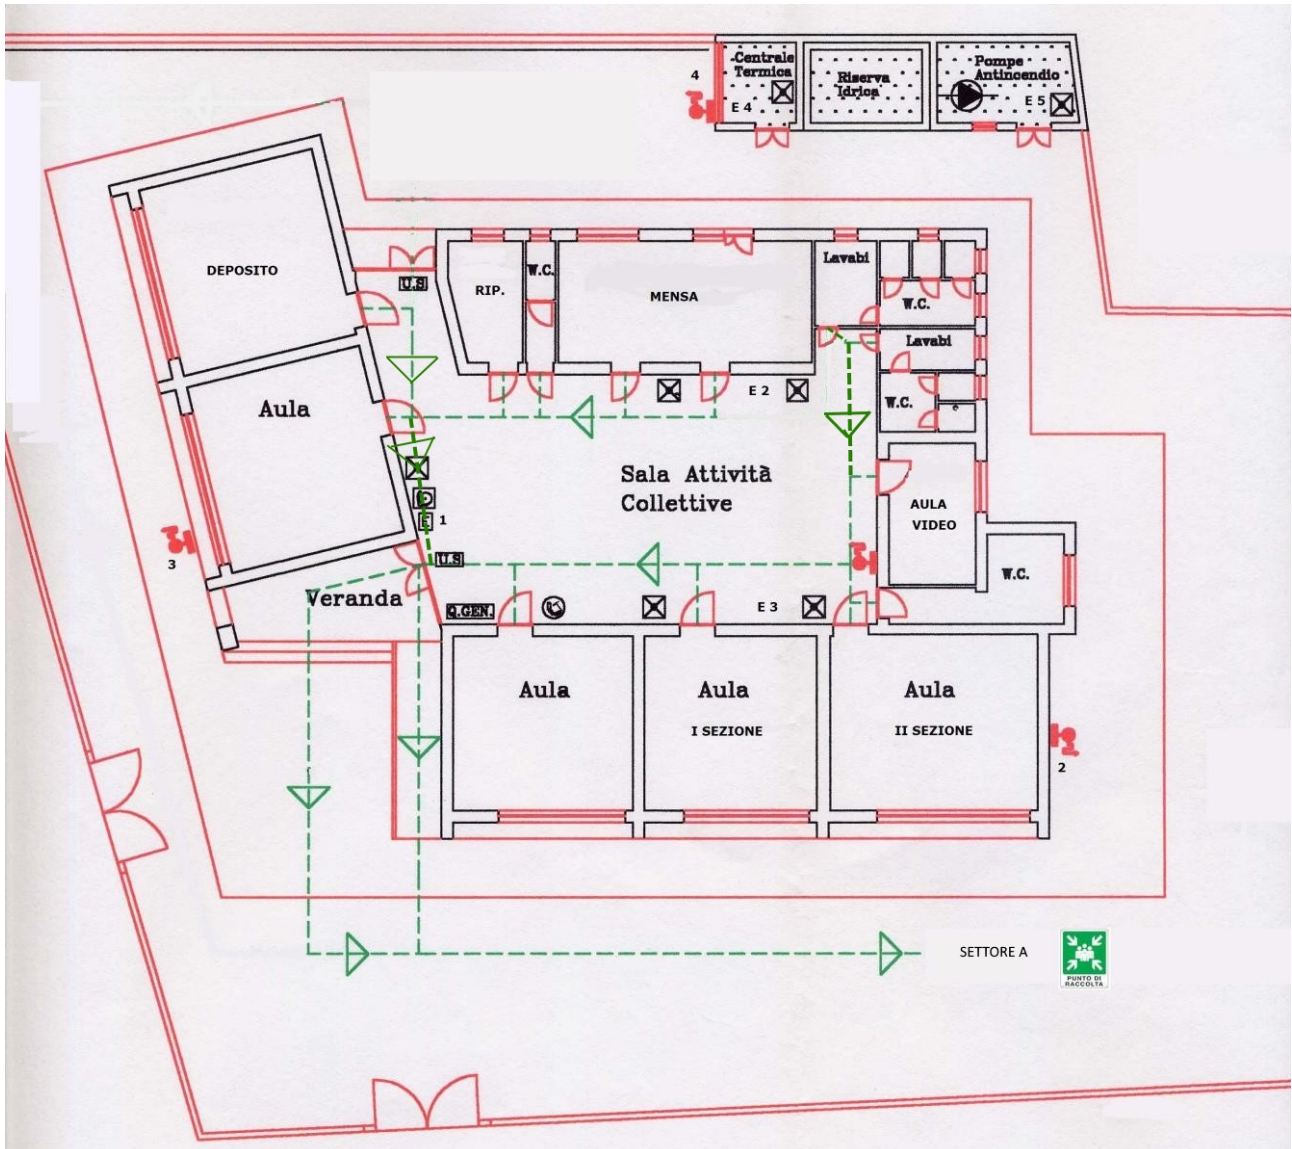 Centrale
Termica
4
E 4
Riserva
Idrica
Pompe
Antincendio
E 5
DEPOSITO
U.S
RIP.
W.C.
MENSA
Lavabi
W.C.
Lavabi
Aula
E 2
W.C.
Sala Attività
Collettive
AULA
VIDEO
E 1
3
U.S
W.C.
Veranda
Q.GEN.
E 3
Aula
Aula
I SEZIONE
Aula
II SEZIONE
2
SETTORE A
PUNTO DI
RACCOLTA